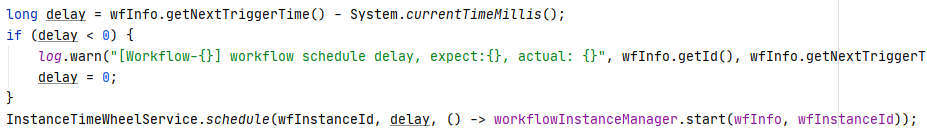 long delay = wfInfo.getNextTriggerTime() - System.currentTimeMillis();
if (delay < 0) {
    log.warn("[Workflow-{}] workflow schedule delay, expect:{}, actual: {}", wfInfo.getId(), wfInfo.getNextTriggerT
    delay = 0;
}
InstanceTimeWheelService.schedule(wfInstanceId, delay, () -> workflowInstanceManager.start(wfInfo, wfInstanceId));